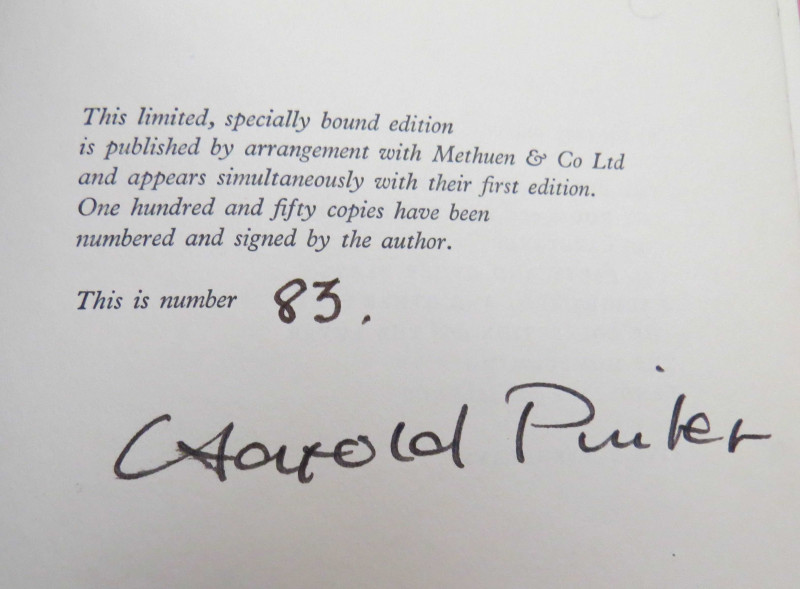 This limited, specially bound edition
is published by arrangement with Methuen & Co Ltd
and appears simultaneously with their first edition.
One hundred and fifty copies have been
numbered and signed by the author.
This is number 83.
Harold Pinter